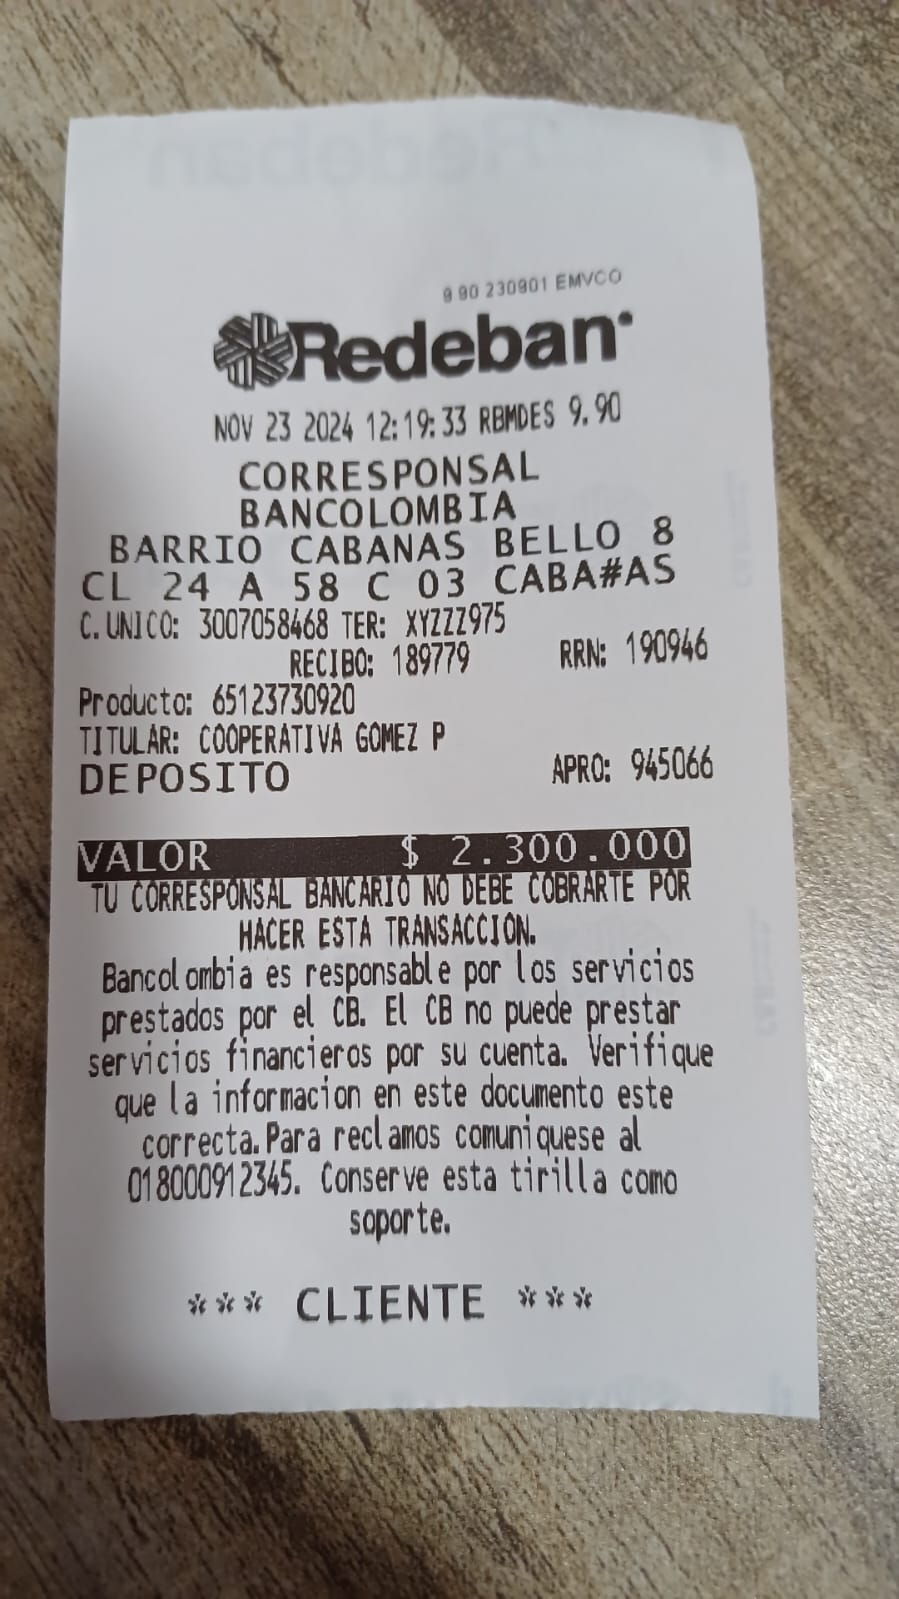 9.90 230901 EMVCO
Redeban
NOV 23 2024 12:19:33 RBMDES 9.90
CORRESPONSAL
BANCOLOMBIA
BARRIO CABANAS BELLO 8
CL 24 A 58 C 03 CABA#AS
C.UNICO: 3007058468 TER: XYZZZ975
RECIBO: 189779 RRN: 190946
Producto: 65123730920
TITULAR: COOPERATIVA GOMEZ P
DEPOSITO APRO: 945066
VALOR $ 2.300.000
TU CORRESPONSAL BANCARIO NO DEBE COBRARTE POR
HACER ESTA TRANSACCION.
Bancolombia es responsable por los servicios
prestados por el CB. El CB no puede prestar
servicios financieros por su cuenta. Verifique
que la informacion en este documento este
correcta.Para reclamos comuniquese al
018000912345. Conserve esta tirilla como
soporte.
*** CLIENTE ***